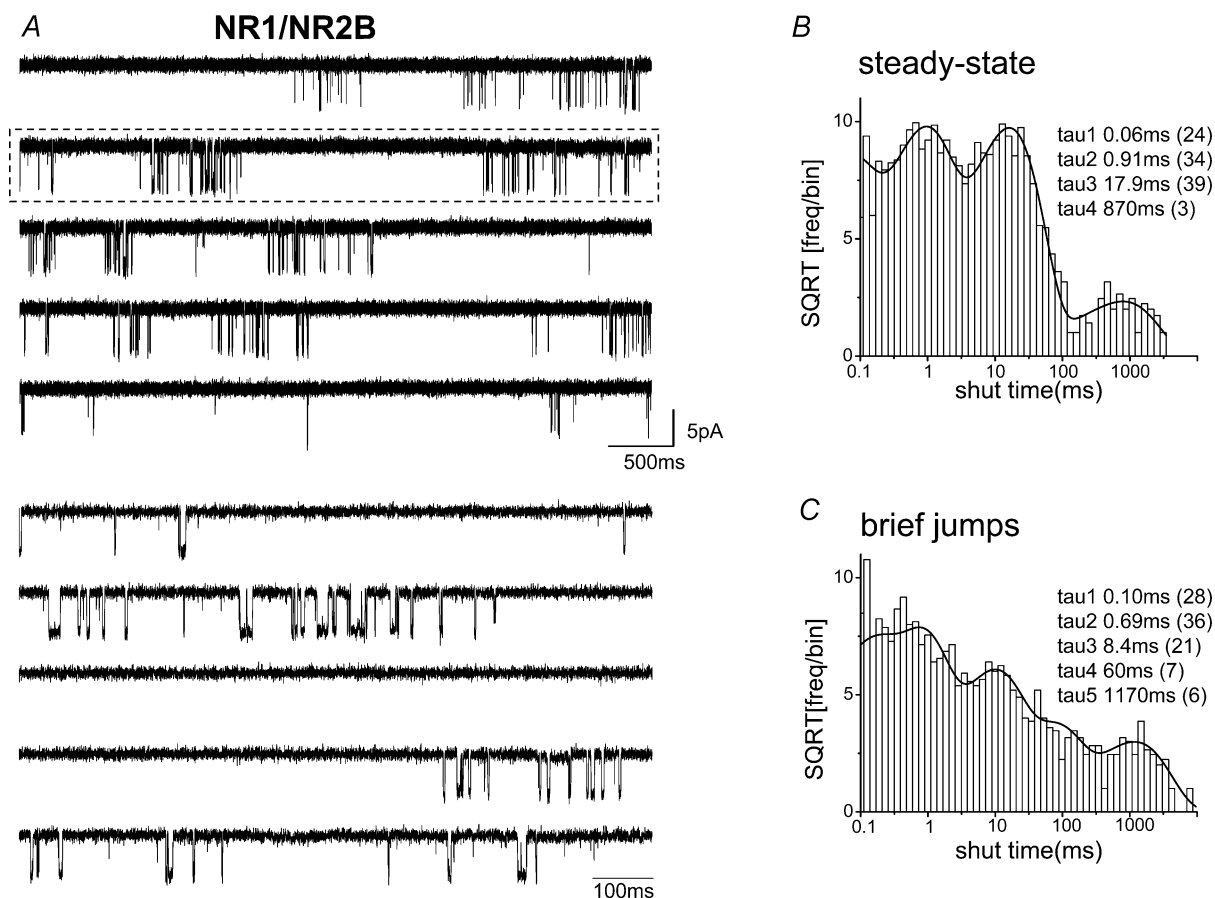 A
NR1/NR2B
5pA
500ms
100ms
B
steady-state
SQRT [freq/bin]
10
5
0
tau1 0.06ms (24)
tau2 0.91ms (34)
tau3 17.9ms (39)
tau4 870ms (3)
0.1 1 10 100 1000
shut time(ms)
C
brief jumps
SQRT[freq/bin]
10
5
0
tau1 0.10ms (28)
tau2 0.69ms (36)
tau3 8.4ms (21)
tau4 60ms (7)
tau5 1170ms (6)
0.1 1 10 100 1000
shut time(ms)